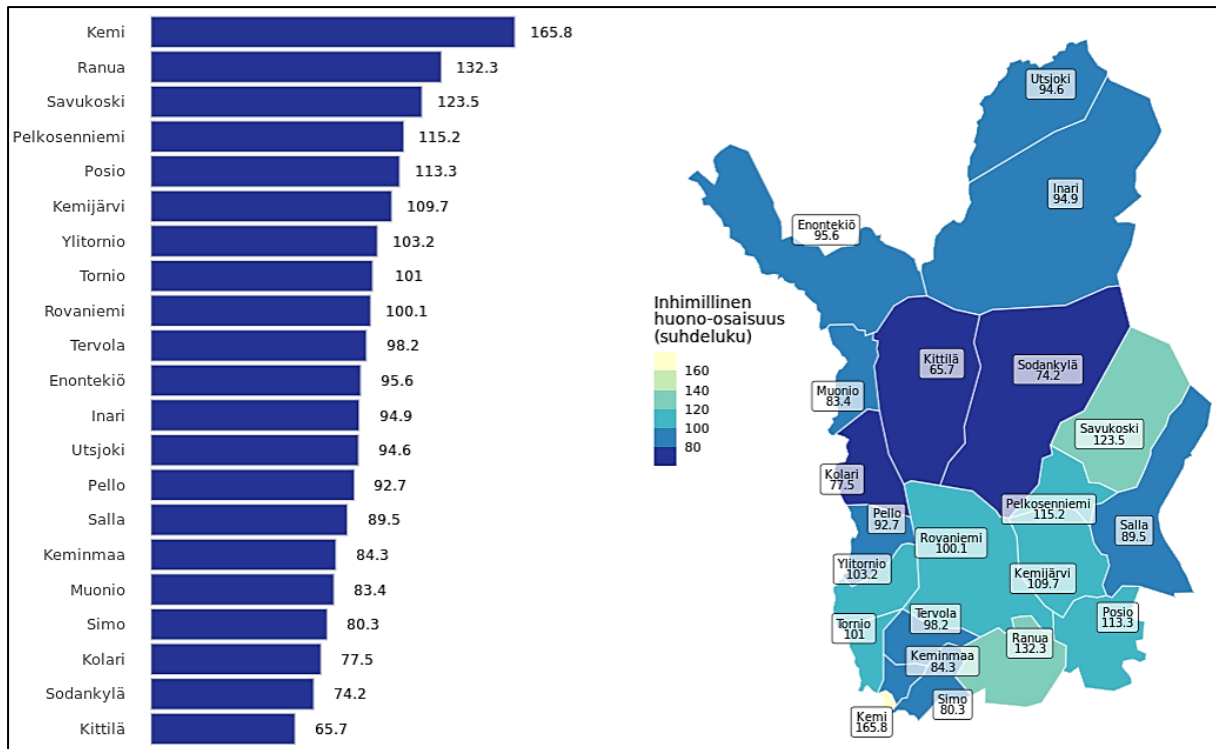 Kemi 165.8
Ranua 132.3
Savukoski 123.5
Pelkosenniemi 115.2
Posio 113.3
Kemijärvi 109.7
Ylitornio 103.2
Tornio 101
Rovaniemi 100.1
Tervola 98.2
Enontekiö 95.6
Inari 94.9
Utsjoki 94.6
Pello 92.7
Salla 89.5
Keminmaa 84.3
Muonio 83.4
Simo 80.3
Kolari 77.5
Sodankylä 74.2
Kittilä 65.7
Inhimillinen
huono-osaisuus
(suhdeluku)
160
140
120
100
80
Utsjoki
94.6
Inari
94.9
Enontekiö
95.6
Kittilä
65.7
Sodankylä
74.2
Muonio
83.4
Savukoski
123.5
Kolari
77.5
Pelkosenniemi
115.2
Pello
92.7
Salla
89.5
Rovaniemi
100.1
Ylitornio
103.2
Kemijärvi
109.7
Posio
113.3
Tervola
98.2
Tornio
101
Ranua
132.3
Keminmaa
84.3
Simo
80.3
Kemi
165.8